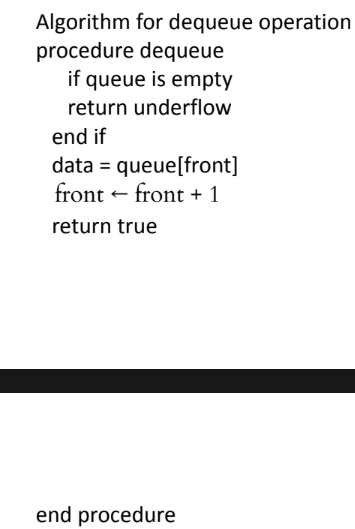 Algorithm for dequeue operation
procedure dequeue
if queue is empty
return underflow
end if
data = queue[front]
front ← front + 1
return true
end procedure